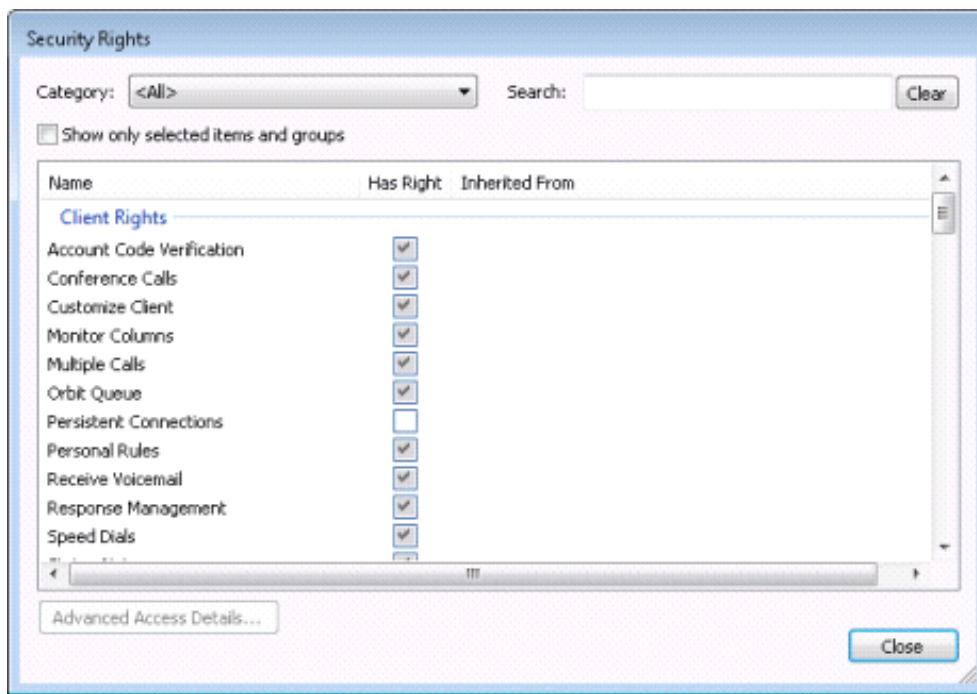 Security Rights
Category: <All> Search: Clear
Show only selected items and groups
Name Has Right Inherited From
Client Rights
Account Code Verification
Conference Calls
Customize Client
Monitor Columns
Multiple Calls
Orbit Queue
Persistent Connections
Personal Rules
Receive Voicemail
Response Management
Speed Dials
Advanced Access Details...
Close